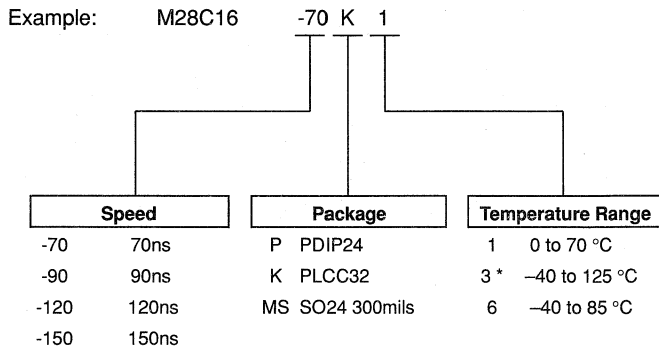 Example: M28C16 -70 K 1
Speed Package Temperature Range
-70 70ns P PDIP24 1 0 to 70 °C
-90 90ns K PLCC32 3 * –40 to 125 °C
-120 120ns MS SO24 300mils 6 –40 to 85 °C
-150 150ns